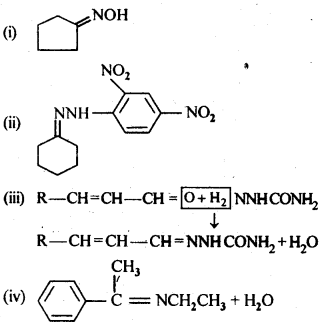 (i) NOH
NO₂
(ii) NNH NO₂
(iii) R—CH=CH—CH=O + H₂ NNHCONH₂
↓
R—CH=CH—CH=NNHCONH₂ + H₂O
CH₃
(iv) C=NCH₂CH₃ + H₂O